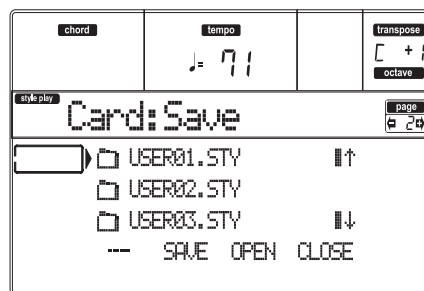 chord tempo transpose
♩= 71 C +1
octave
style play Card:Save page
2
USER01.STY
USER02.STY
USER03.STY
--- SAVE OPEN CLOSE